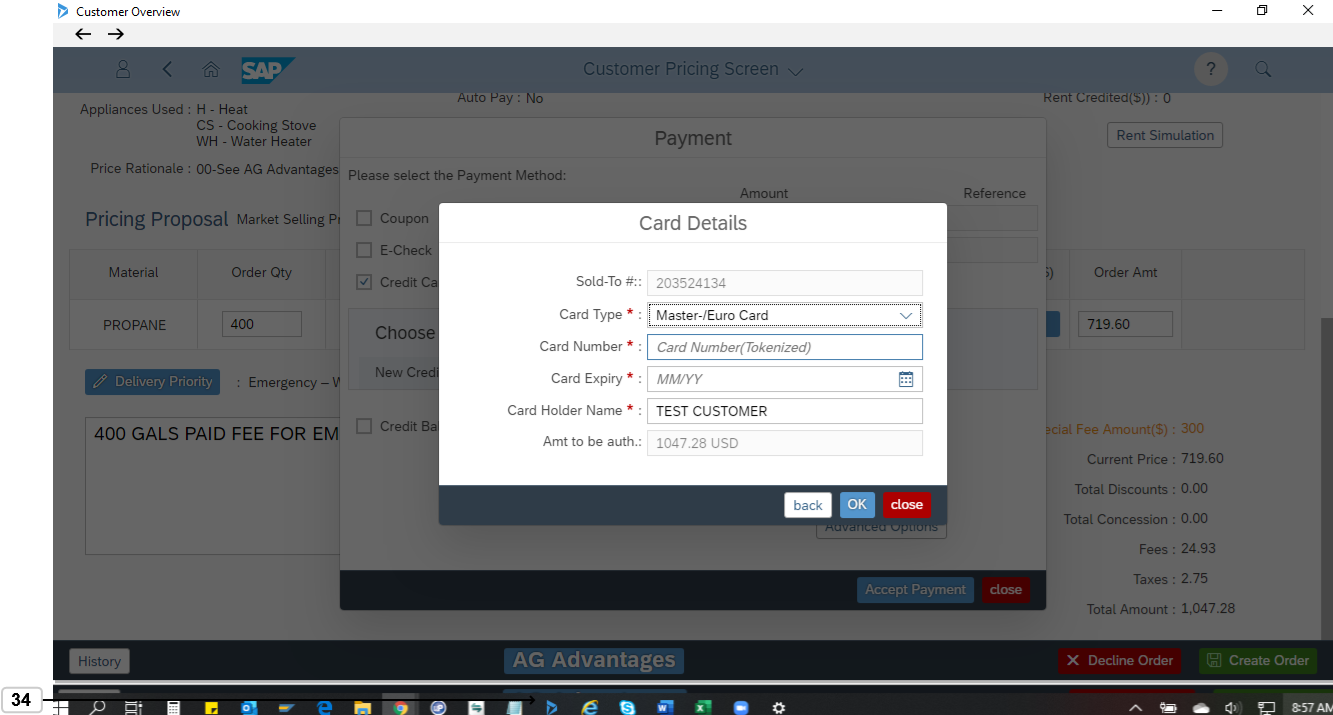 Customer Overview
SAP Customer Pricing Screen ?
Appliances Used : H - Heat
CS - Cooking Stove
WH - Water Heater
Auto Pay : No
Rent Credited($)) : 0
Rent Simulation
Price Rationale : 00-See AG Advantages
Payment
Please select the Payment Method:
Amount Reference
Pricing Proposal Market Selling
Coupon
E-Check
Credit Ca
Material Order Qty Order Amt
PROPANE 400 719.60
Choose
New Credi
Credit Ba
Card Details
Sold-To #:: 203524134
Card Type * : Master-/Euro Card
Card Number * : Card Number(Tokenized)
Card Expiry * : MM/YY
Card Holder Name * : TEST CUSTOMER
Amt to be auth.: 1047.28 USD
back OK close
Delivery Priority : Emergency –
400 GALS PAID FEE FOR EM
ecial Fee Amount($) : 300
Current Price : 719.60
Total Discounts : 0.00
Total Concession : 0.00
Fees : 24.93
Taxes : 2.75
Total Amount : 1,047.28
Advanced Options
Accept Payment close
History AG Advantages Decline Order Create Order
34
8:57 AM